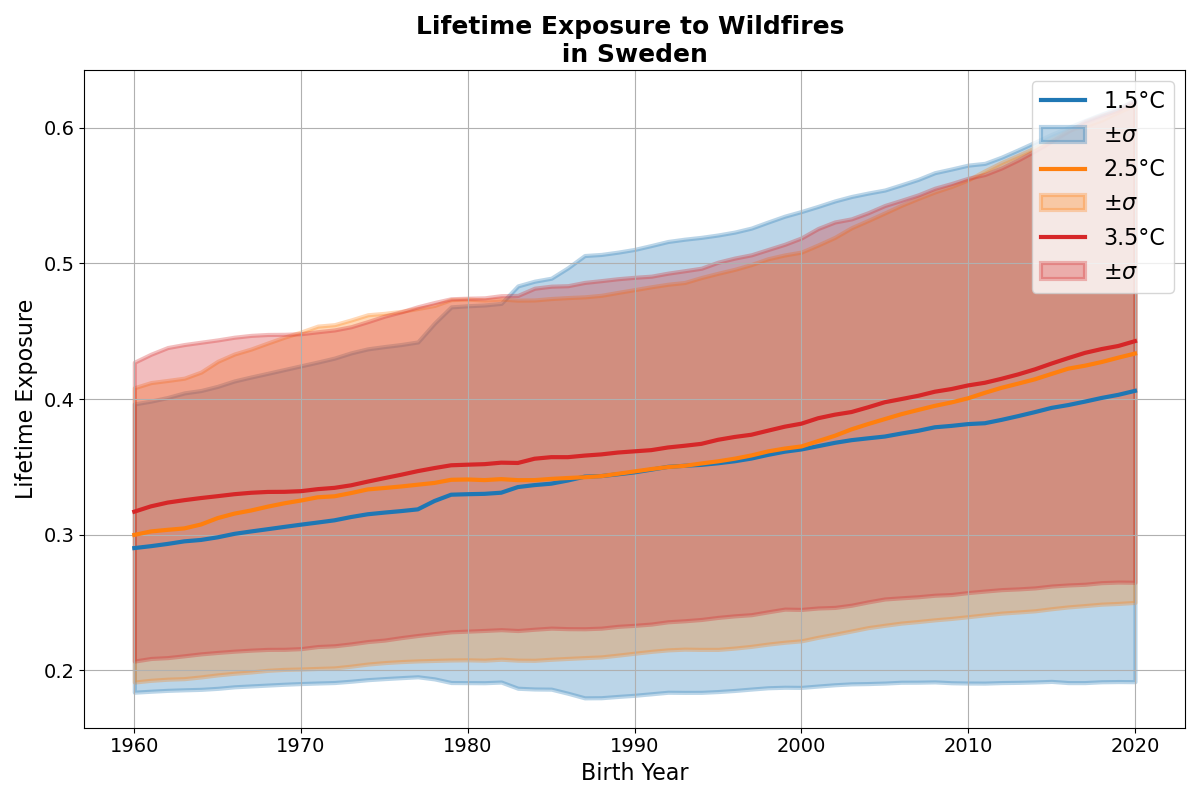 Lifetime Exposure to Wildfires
in Sweden
1.5°C
±σ
2.5°C
±σ
3.5°C
±σ
Lifetime Exposure
0.6
0.5
0.4
0.3
0.2
1960 1970 1980 1990 2000 2010 2020
Birth Year